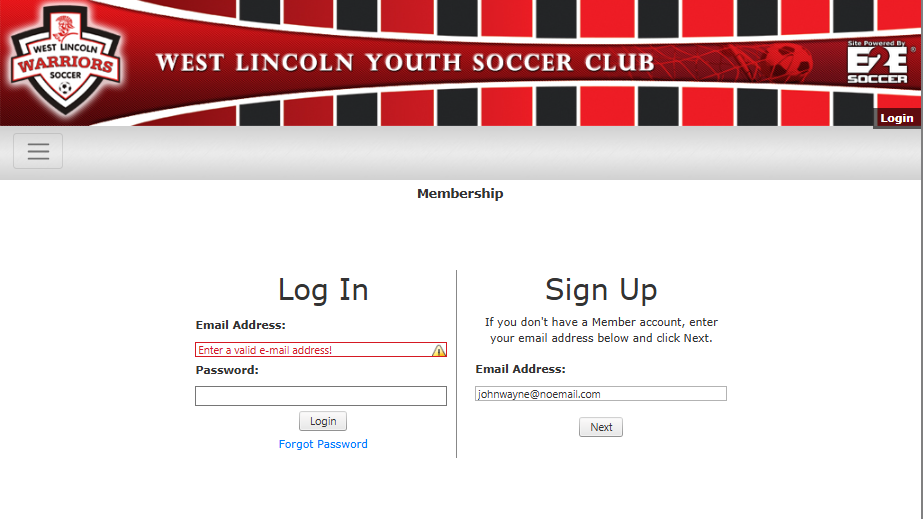 WEST LINCOLN
WARRIORS
SOCCER
WEST LINCOLN YOUTH SOCCER CLUB
Site Powered By
E2E
SOCCER
®
Login
Membership
Log In
Email Address:
Enter a valid e-mail address!
Password:
Login
Forgot Password
Sign Up
If you don't have a Member account, enter
your email address below and click Next.
Email Address:
johnwayne@noemail.com
Next